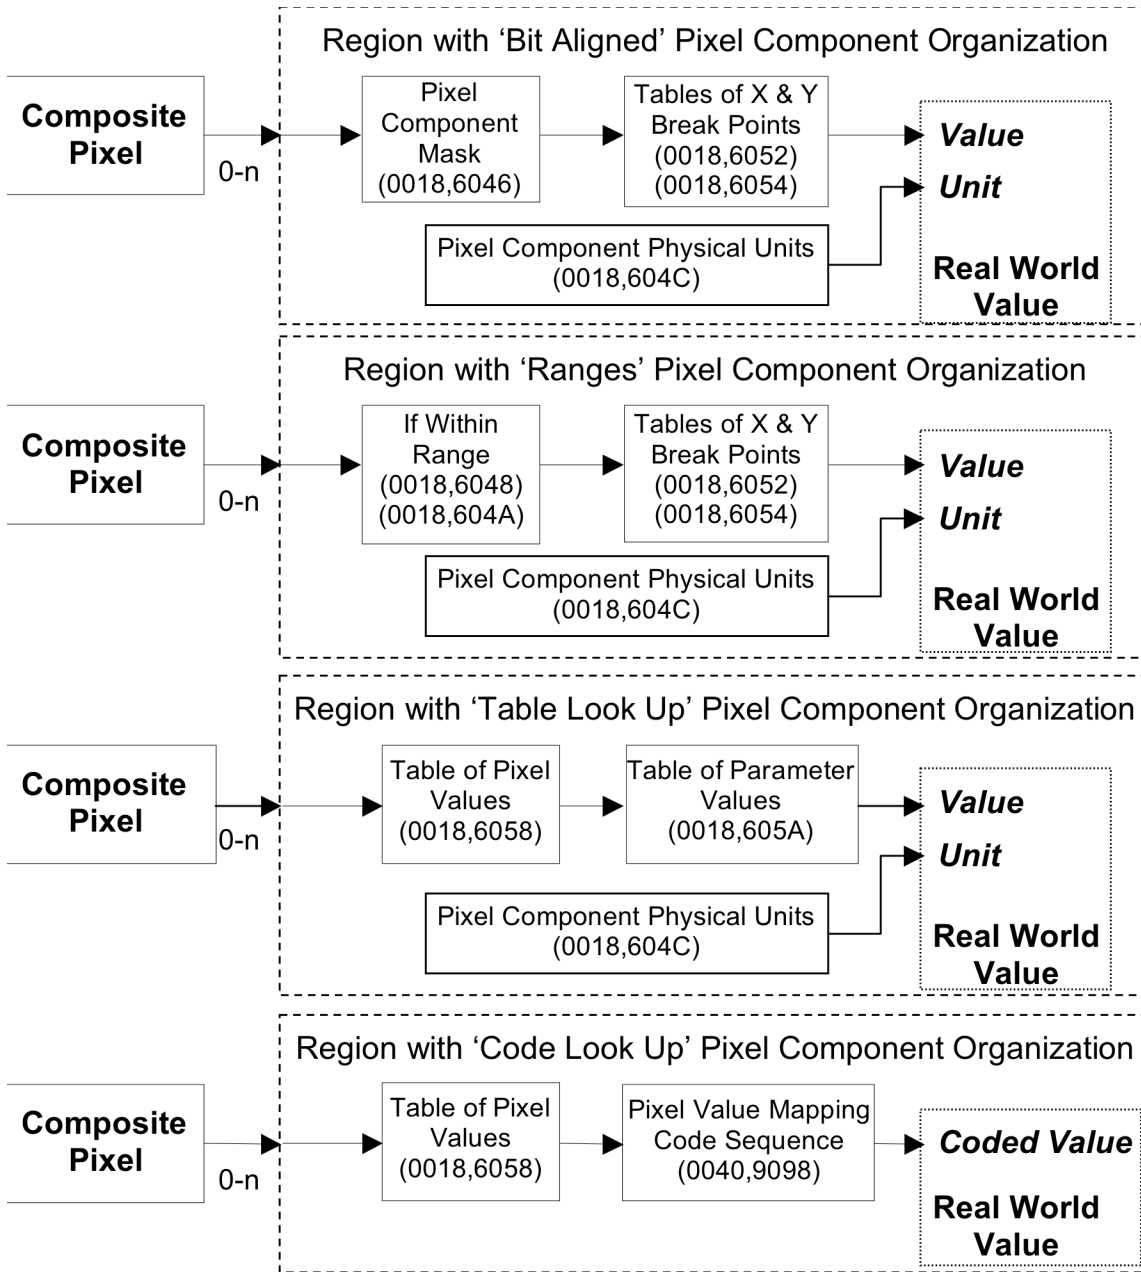 Region with ‘Bit Aligned’ Pixel Component Organization
Composite
Pixel
0-n
Pixel
Component
Mask
(0018,6046)
Tables of X & Y
Break Points
(0018,6052)
(0018,6054)
Value
Unit
Real World
Value
Pixel Component Physical Units
(0018,604C)
Region with ‘Ranges’ Pixel Component Organization
Composite
Pixel
0-n
If Within
Range
(0018,6048)
(0018,604A)
Tables of X & Y
Break Points
(0018,6052)
(0018,6054)
Value
Unit
Real World
Value
Pixel Component Physical Units
(0018,604C)
Region with ‘Table Look Up’ Pixel Component Organization
Composite
Pixel
0-n
Table of Pixel
Values
(0018,6058)
Table of Parameter
Values
(0018,605A)
Value
Unit
Real World
Value
Pixel Component Physical Units
(0018,604C)
Region with ‘Code Look Up’ Pixel Component Organization
Composite
Pixel
0-n
Table of Pixel
Values
(0018,6058)
Pixel Value Mapping
Code Sequence
(0040,9098)
Coded Value
Real World
Value